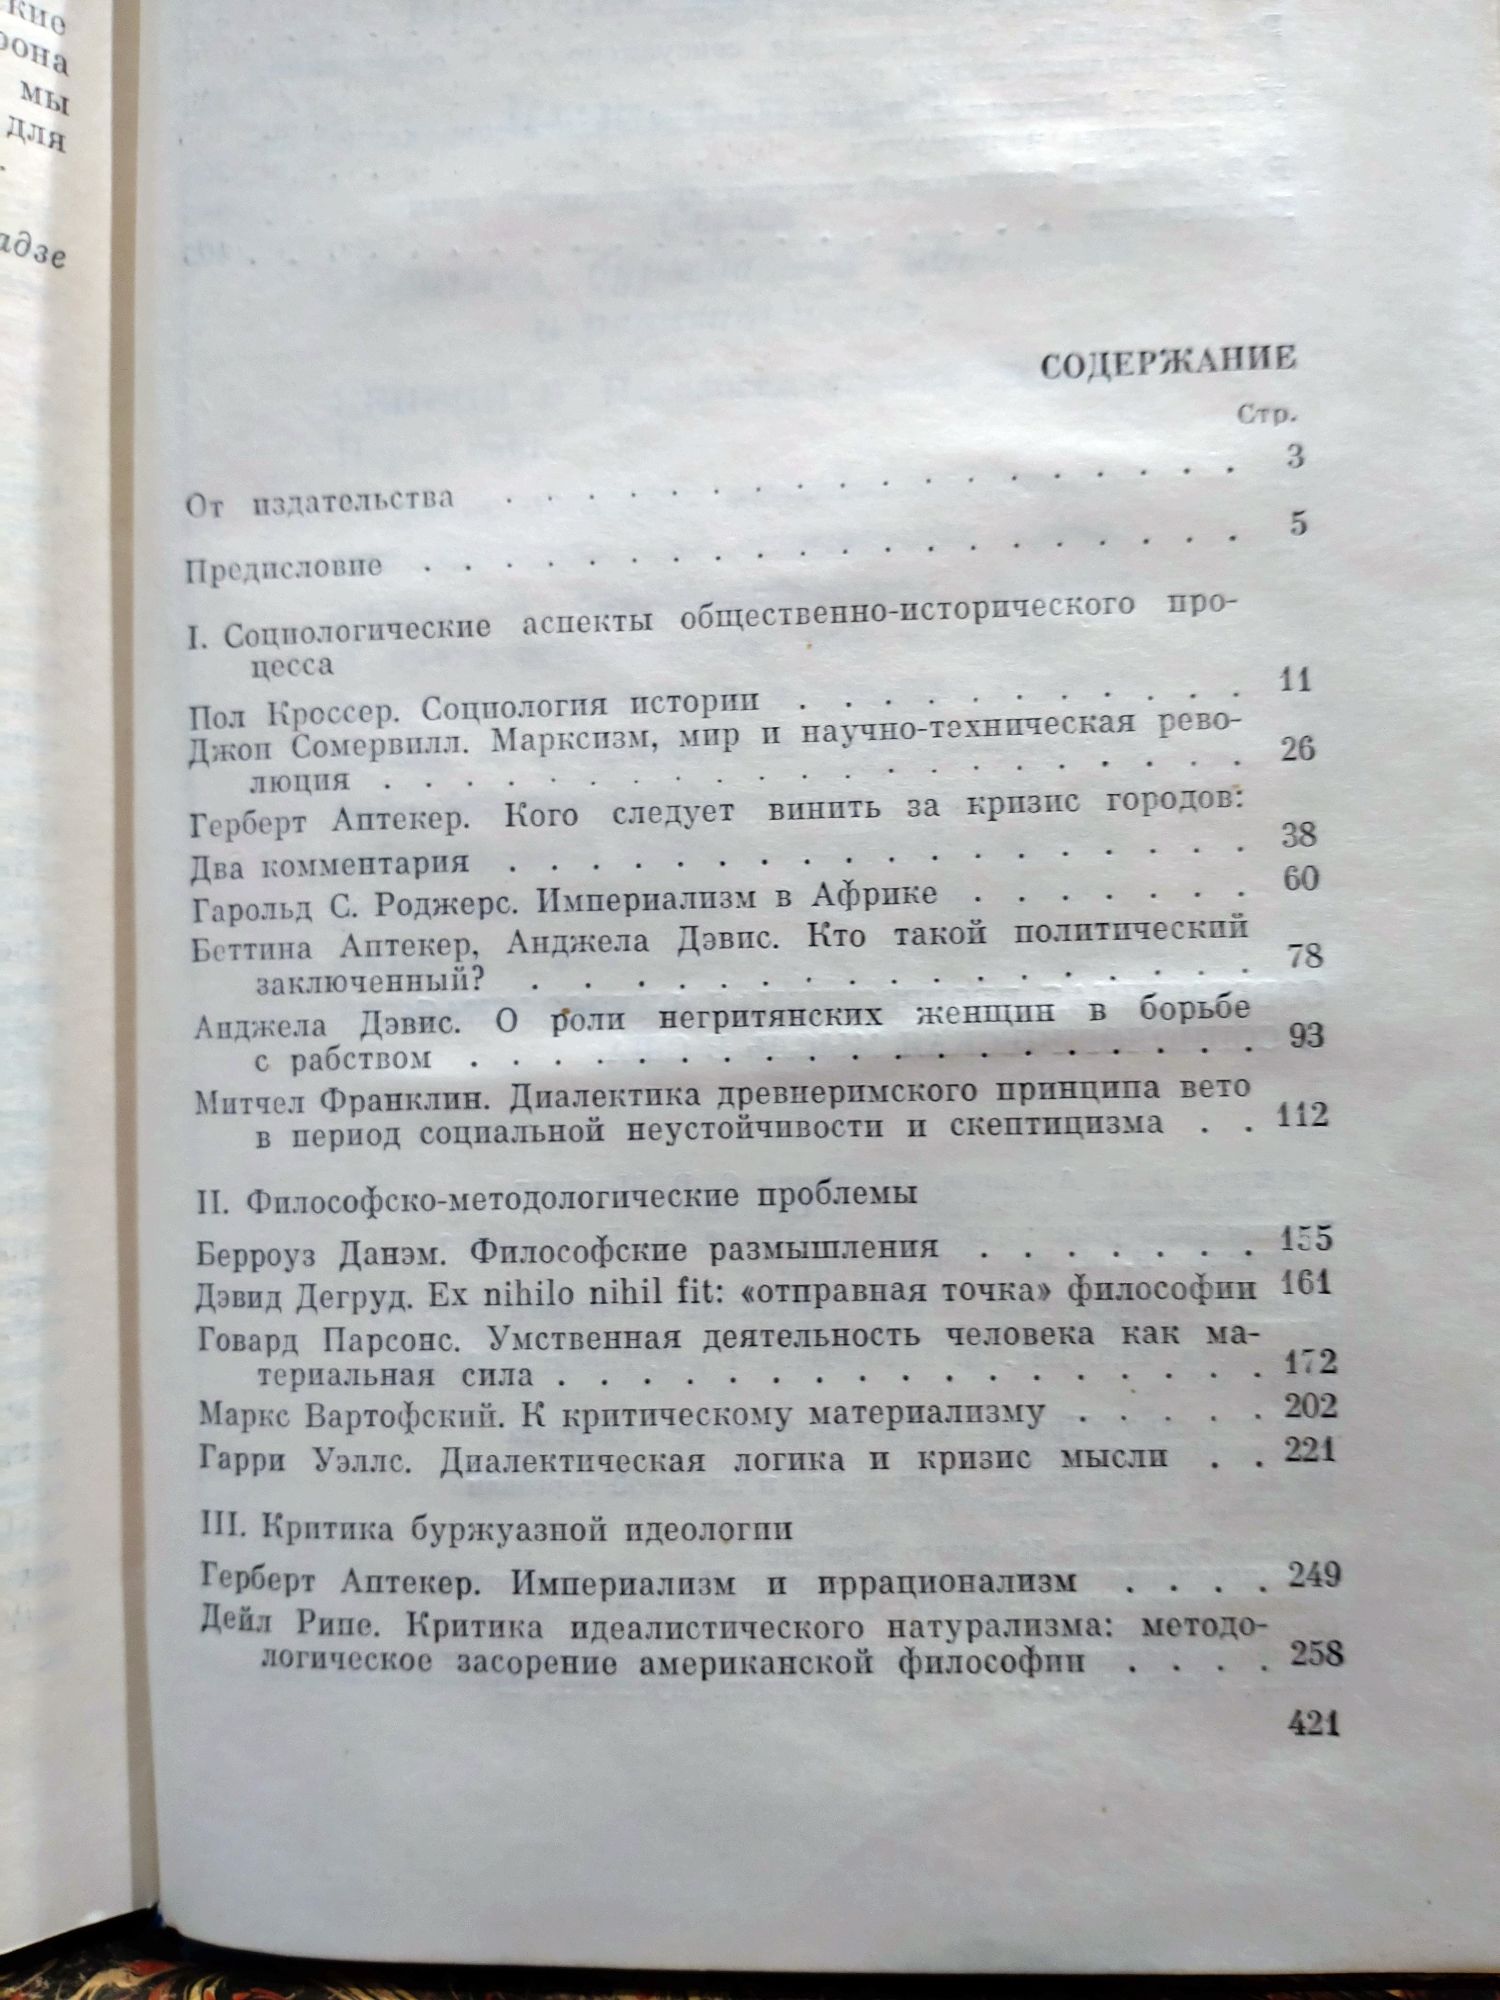 кие
рона
мы
для
адзе
СОДЕРЖАНИЕ
Стр.
От издательства . . . . . . . . . . . . . . . . . . 3
Предисловие . . . . . . . . . . . . . . . . . . . . 5
I. Социологические аспекты общественно-исторического про-
цесса
Пол Кроссер. Социология истории . . . . . . . . . . . 11
Джон Сомервилл. Марксизм, мир и научно-техническая рево-
люция . . . . . . . . . . . . . . . . . . . . . 26
Герберт Аптекер. Кого следует винить за кризис городов:
Два комментария . . . . . . . . . . . . . . . . . . 38
Гарольд С. Роджерс. Империализм в Африке . . . . . . . 60
Беттина Аптекер, Анджела Дэвис. Кто такой политический
заключенный? . . . . . . . . . . . . . . . . . 78
Анджела Дэвис. О роли негритянских женщин в борьбе
с рабством . . . . . . . . . . . . . . . . . . . 93
Митчел Франклин. Диалектика древнеримского принципа вето
в период социальной неустойчивости и скептицизма . . 112
II. Философско-методологические проблемы
Берроуз Данэм. Философские размышления . . . . . . . 155
Дэвид Дегруд. Ex nihilo nihil fit: «отправная точка» философии 161
Говард Парсонс. Умственная деятельность человека как ма-
териальная сила . . . . . . . . . . . . . . . . . 172
Маркс Вартофский. К критическому материализму . . . . . 202
Гарри Уэллс. Диалектическая логика и кризис мысли . . 221
III. Критика буржуазной идеологии
Герберт Аптекер. Империализм и иррационализм . . . . 249
Дейл Рипе. Критика идеалистического натурализма: методо-
логическое засорение американской философии . . . . 258
421